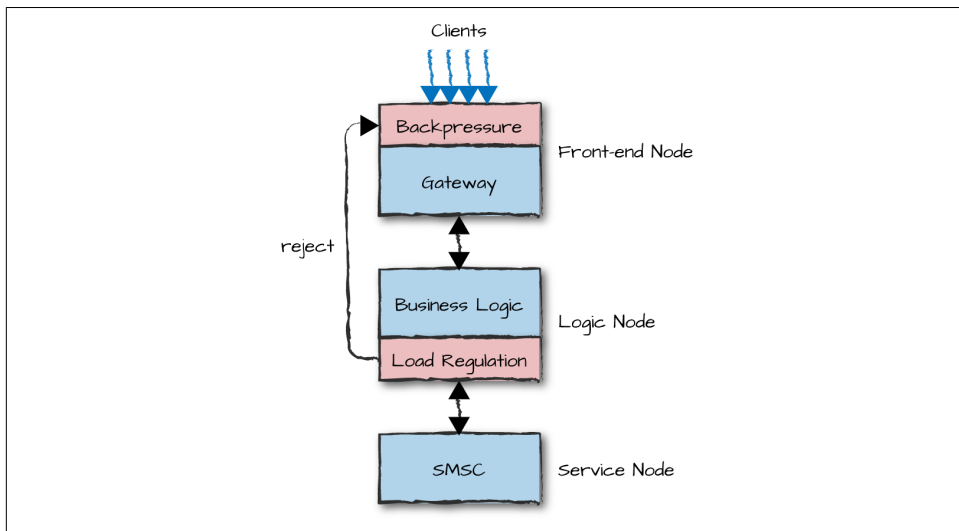 Clients
Backpressure
Front-end Node
Gateway
reject
Business Logic
Logic Node
Load Regulation
SMSC
Service Node